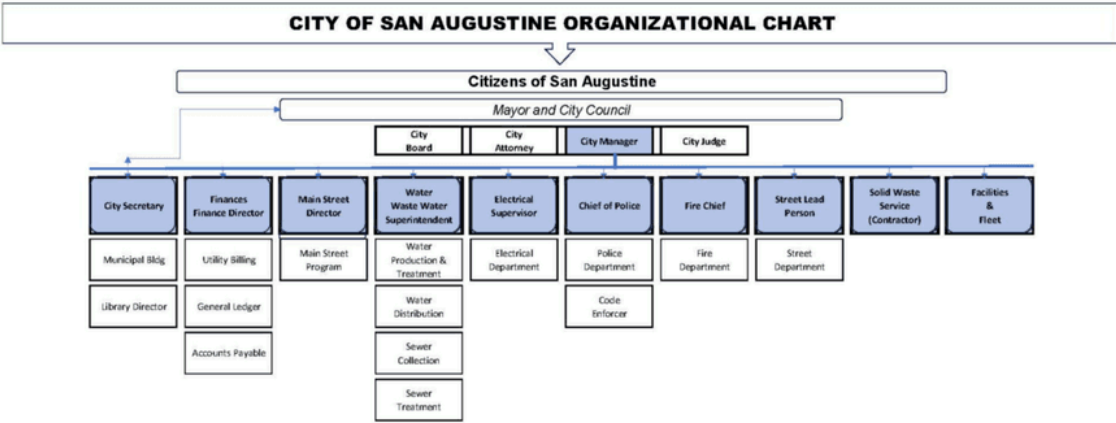 CITY OF SAN AUGUSTINE ORGANIZATIONAL CHART
Citizens of San Augustine
Mayor and City Council
City
Board
City
Attorney
City Manager
City Judge
City Secretary
Finances
Finance Director
Main Street
Director
Water
Waste Water
Superintendent
Electrical
Supervisor
Chief of Police
Fire Chief
Street Lead
Person
Solid Waste
Service
(Contractor)
Facilities
&
Fleet
Municipal Bldg
Utility Billing
Main Street
Program
Water
Production &
Treatment
Electrical
Department
Police
Department
Fire
Department
Street
Department
Library Director
General Ledger
Water
Distribution
Code
Enforcer
Accounts Payable
Sewer
Collection
Sewer
Treatment